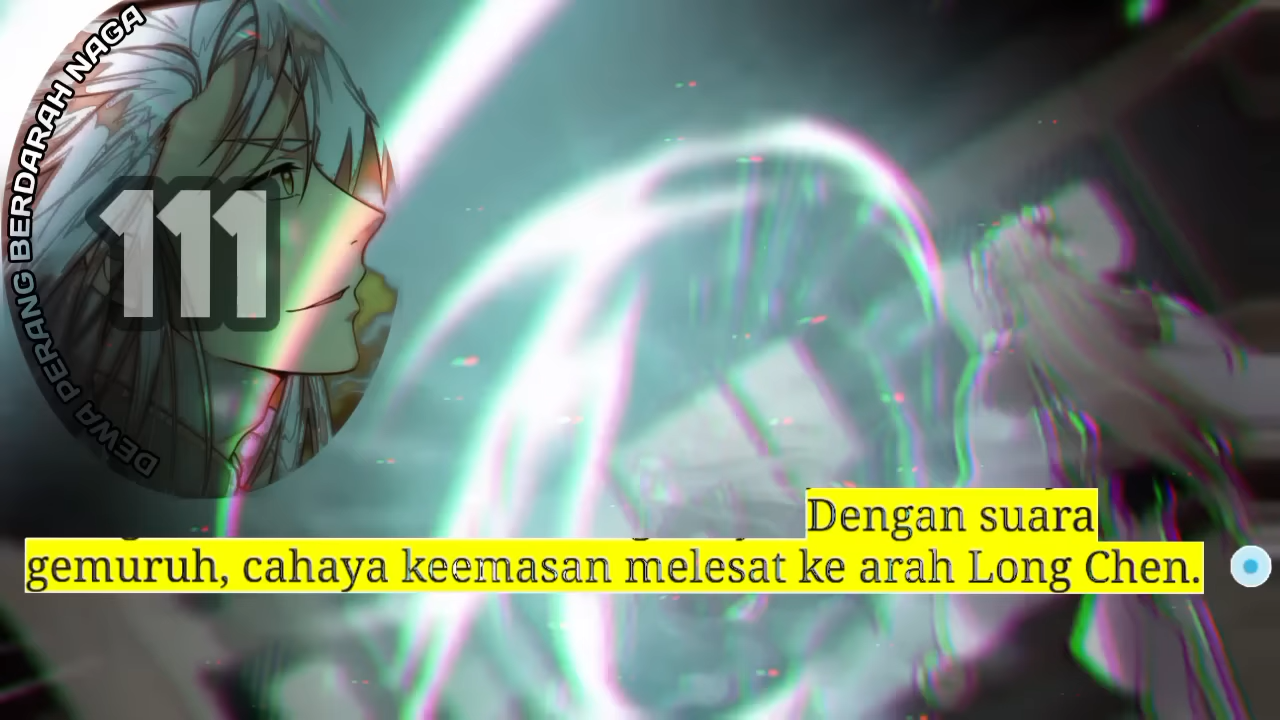 DEWA PERANG BERDARAH NAGA
111
Dengan suara
gemuruh, cahaya keemasan melesat ke arah Long Chen.